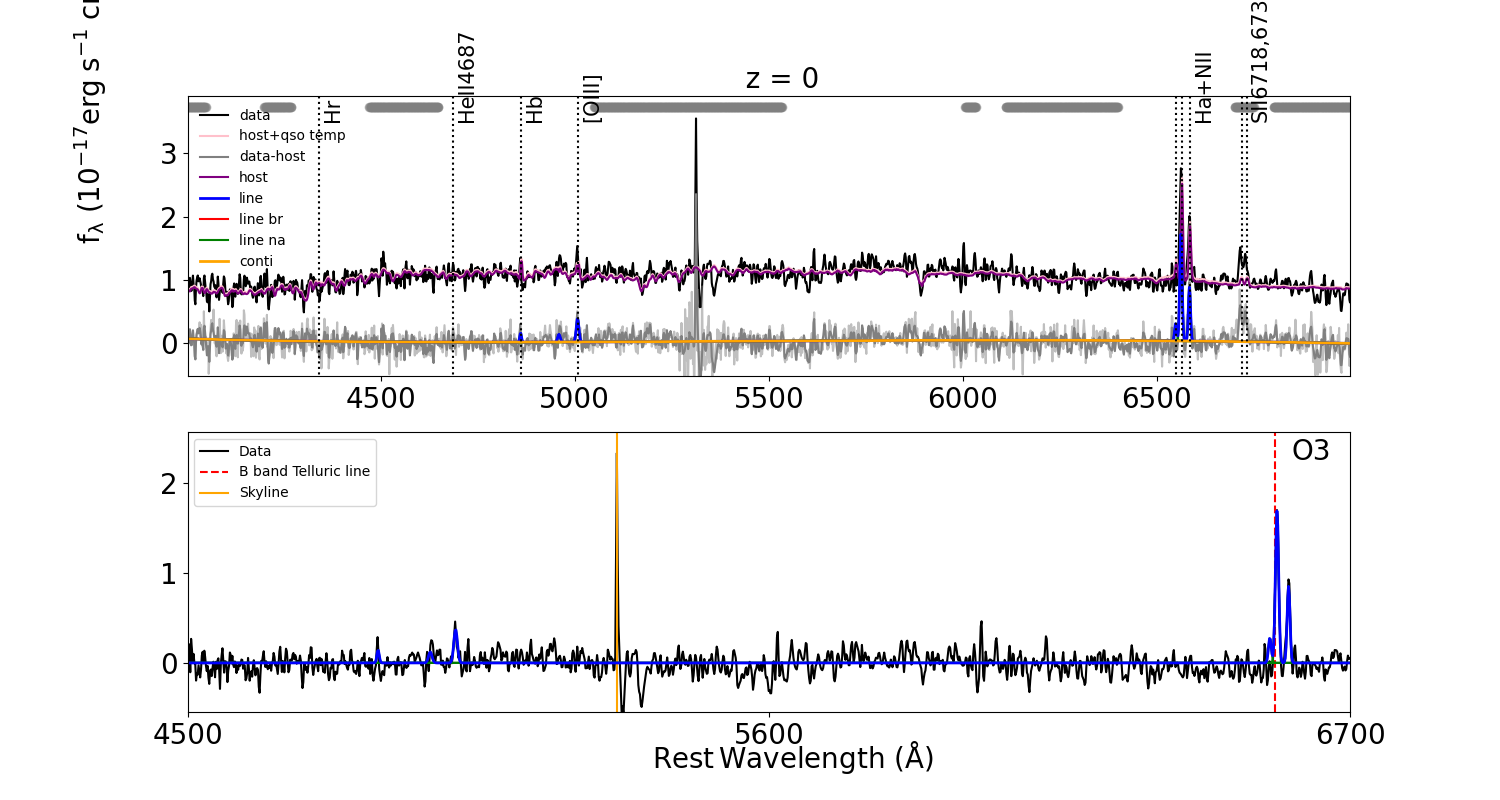 z = 0
fλ (10⁻¹⁷erg s⁻¹
Hr
HeII4687
Hb
[OIII]
Ha+NII
SII6718,673
data
host+qso temp
data-host
host
line
line br
line na
conti
3
2
1
0
4500 5000 5500 6000 6500
Data
B band Telluric line
Skyline
O3
2
1
0
4500 5600 6700
Rest Wavelength (Å)